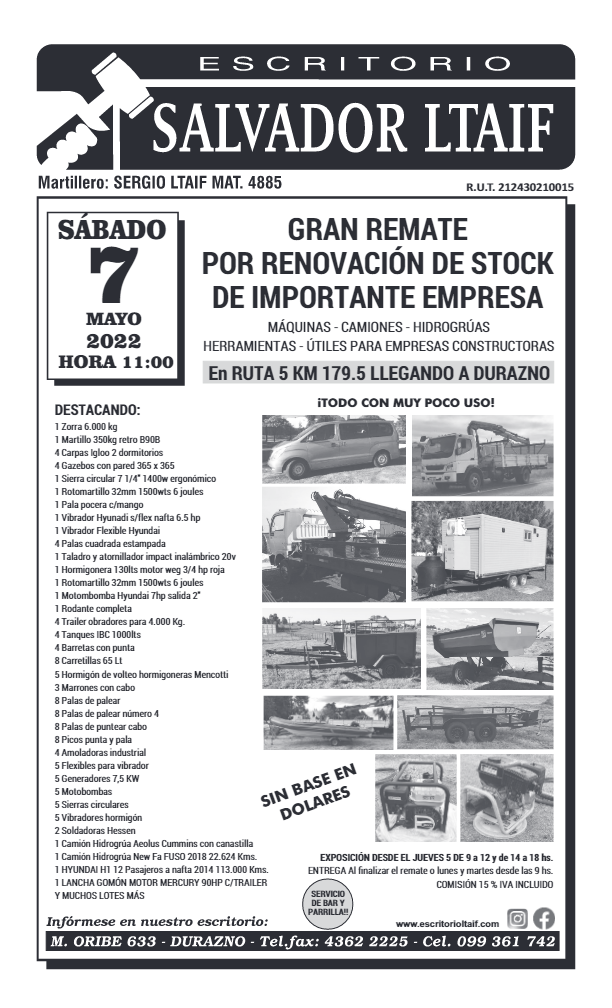 ESCRITORIO
SALVADOR LTAIF
Martillero: SERGIO LTAIF MAT. 4885
R.U.T. 212430210015
SÁBADO
7
MAYO
2022
HORA 11:00
GRAN REMATE
POR RENOVACIÓN DE STOCK
DE IMPORTANTE EMPRESA
MÁQUINAS - CAMIONES - HIDROGRÚAS
HERRAMIENTAS - ÚTILES PARA EMPRESAS CONSTRUCTORAS
En RUTA 5 KM 179.5 LLEGANDO A DURAZNO
¡TODO CON MUY POCO USO!
DESTACANDO:
1 Zorra 6.000 kg
1 Martillo 350kg retro B90B
4 Carpas Igloo 2 dormitorios
4 Gazebos con pared 365 x 365
1 Sierra circular 7 1/4" 1400w ergonómico
1 Rotomartillo 32mm 1500wts 6 joules
1 Pala pocera c/mango
1 Vibrador Hyunadi s/flex nafta 6.5 hp
1 Vibrador Flexible Hyundai
4 Palas cuadrada estampada
1 Taladro y atornillador impact inalámbrico 20v
1 Hormigonera 130lts motor weg 3/4 hp roja
1 Rotomartillo 32mm 1500wts 6 joules
1 Motombomba Hyundai 7hp salida 2"
1 Rodante completa
4 Trailer obradores para 4.000 Kg.
4 Tanques IBC 1000lts
4 Barretas con punta
8 Carretillas 65 Lt
5 Hormigón de volteo hormigoneras Mencotti
3 Marrones con cabo
8 Palas de palear
8 Palas de palear número 4
8 Palas de puntear cabo
8 Picos punta y pala
4 Amoladoras industrial
5 Flexibles para vibrador
5 Generadores 7,5 KW
5 Motobombas
5 Sierras circulares
5 Vibradores hormigón
2 Soldadoras Hessen
1 Camión Hidrogrúa Aeolus Cummins con canastilla
1 Camión Hidrogrúa New Fa FUSO 2018 22.624 Kms.
1 HYUNDAI H1 12 Pasajeros a nafta 2014 113.000 Kms.
1 LANCHA GOMÓN MOTOR MERCURY 90HP C/TRAILER
Y MUCHOS LOTES MÁS
SIN BASE EN
DOLARES
EXPOSICIÓN DESDE EL JUEVES 5 DE 9 a 12 y de 14 a 18 hs.
ENTREGA Al finalizar el remate o lunes y martes desde las 9 hs.
COMISIÓN 15 % IVA INCLUIDO
SERVICIO
DE BAR Y
PARRILLA!!
Infórmese en nuestro escritorio:
www.escritorioltaif.com
M. ORIBE 633 - DURAZNO - Tel.fax: 4362 2225 - Cel. 099 361 742